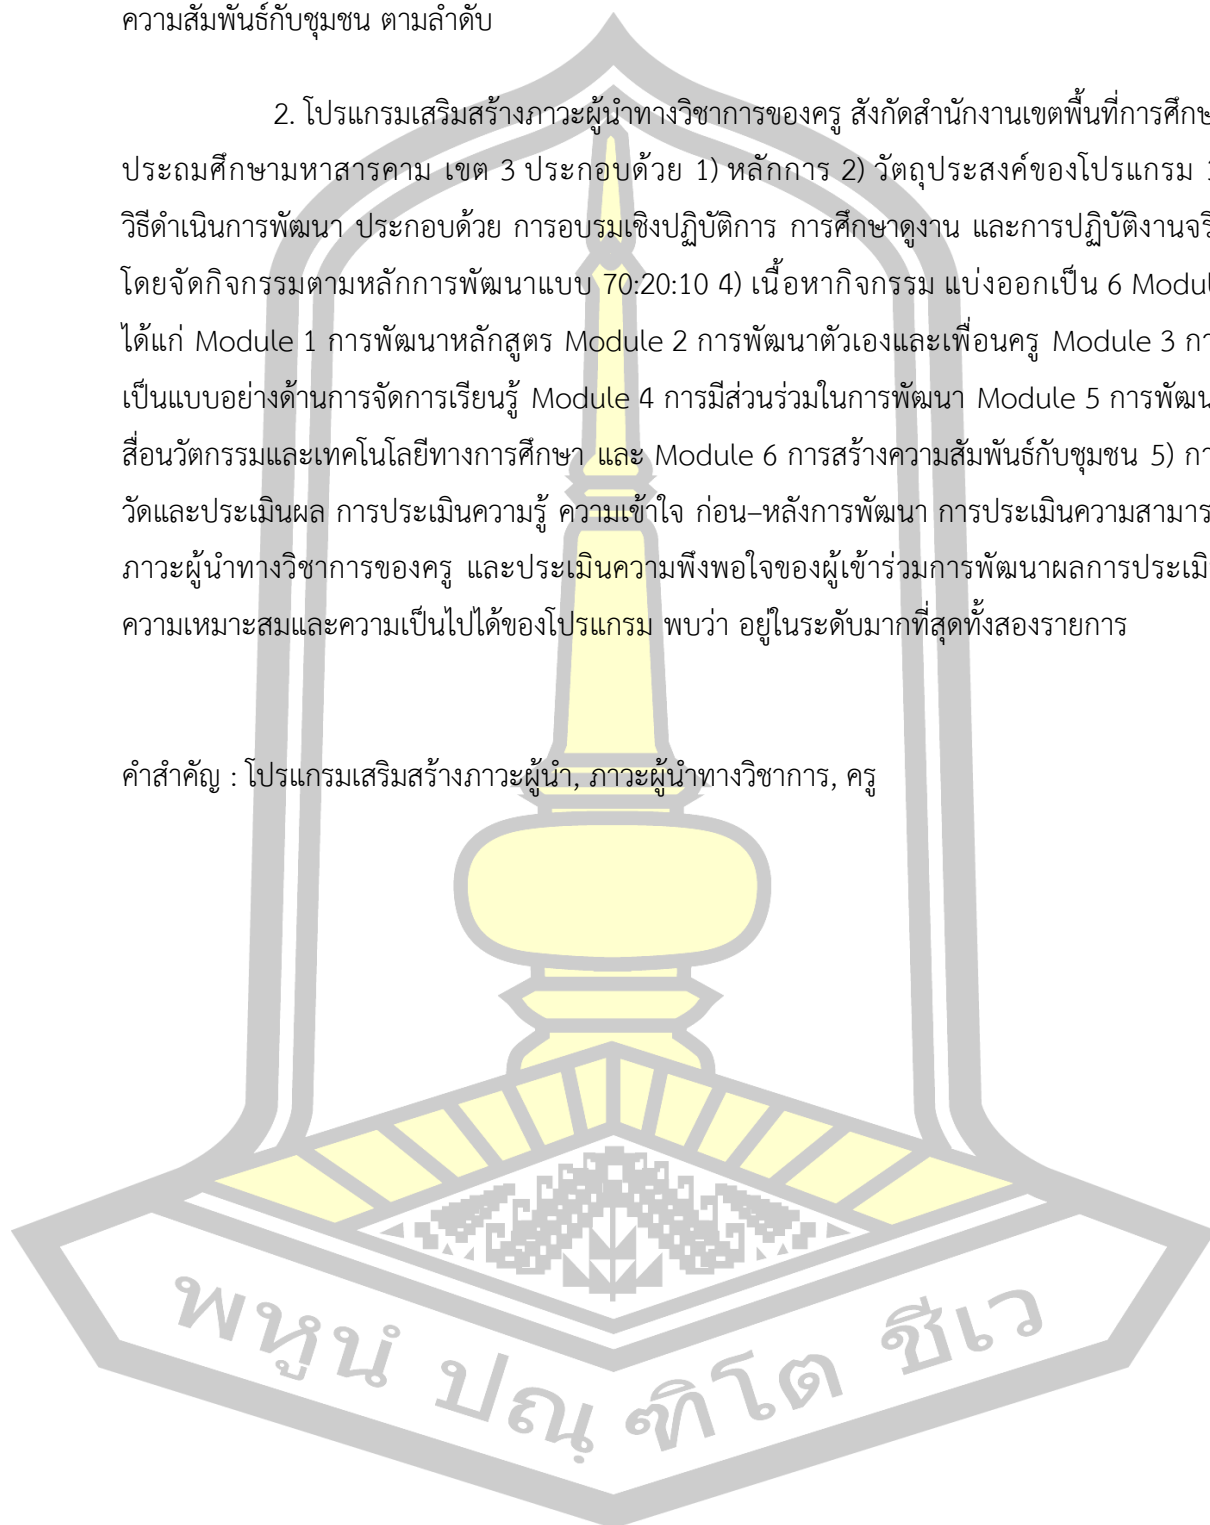 ความสัมพันธ์กับชุมชน ตามลำดับ
2. โปรแกรมเสริมสร้างภาวะผู้นำทางวิชาการของครู สังกัดสำนักงานเขตพื้นที่การศึกษ
ประถมศึกษามหาสารคาม เขต 3 ประกอบด้วย 1) หลักการ 2) วัตถุประสงค์ของโปรแกรม
วิธีดำเนินการพัฒนา ประกอบด้วย การอบรมเชิงปฏิบัติการ การศึกษาดูงาน และการปฏิบัติงานจริ
โดยจัดกิจกรรมตามหลักการพัฒนาแบบ 70:20:10 4) เนื้อหากิจกรรม แบ่งออกเป็น 6 Modul
ได้แก่ Module 1 การพัฒนาหลักสูตร Module 2 การพัฒนาตัวเองและเพื่อนครู Module 3 กา
เป็นแบบอย่างด้านการจัดการเรียนรู้ Module 4 การมีส่วนร่วมในการพัฒนา Module 5 การพัฒน
สื่อนวัตกรรมและเทคโนโลยีทางการศึกษา และ Module 6 การสร้างความสัมพันธ์กับชุมชน 5) กา
วัดและประเมินผล การประเมินความรู้ ความเข้าใจ ก่อน–หลังการพัฒนา การประเมินความสามาร
ภาวะผู้นำทางวิชาการของครู และประเมินความพึงพอใจของผู้เข้าร่วมการพัฒนาผลการประเมิ
ความเหมาะสมและความเป็นไปได้ของโปรแกรม พบว่า อยู่ในระดับมากที่สุดทั้งสองรายการ
คำสำคัญ : โปรแกรมเสริมสร้างภาวะผู้นำ, ภาวะผู้นำทางวิชาการ, ครู
พหูนํ ปณฺฑิโต ชีเว